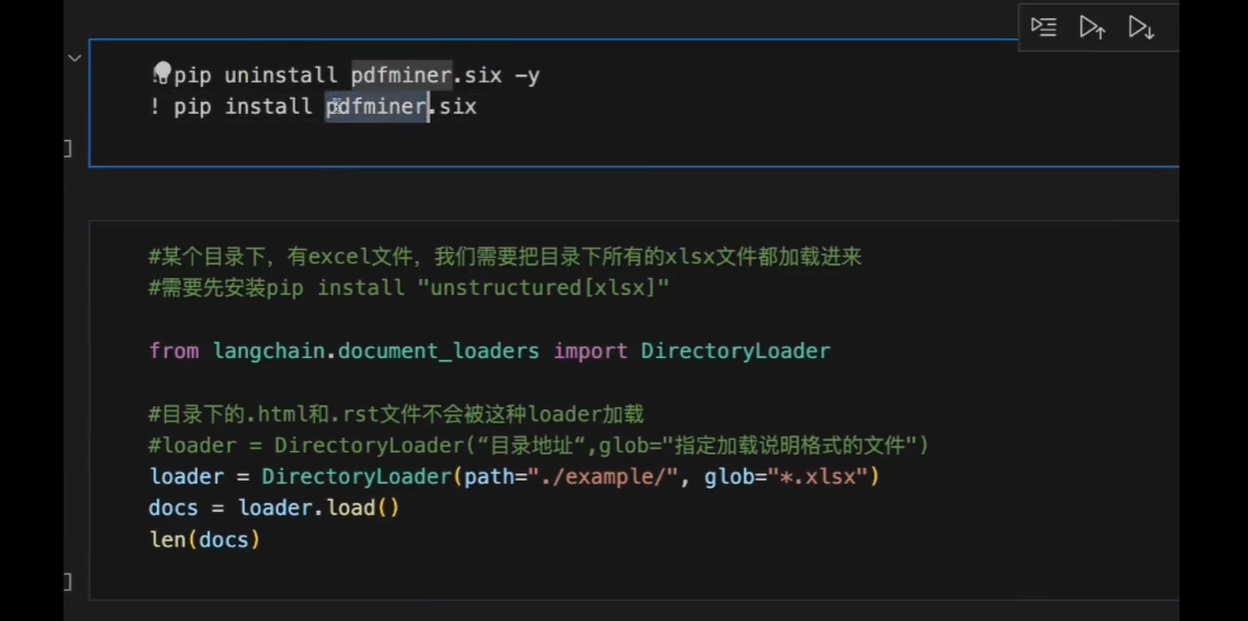 ! pip uninstall pdfminer.six -y
! pip install pdfminer.six
#某个目录下，有excel文件，我们需要把目录下所有的xlsx文件都加载进来
#需要先安装pip install "unstructured[xlsx]"
from langchain.document_loaders import DirectoryLoader
#目录下的.html和.rst文件不会被这种loader加载
#loader = DirectoryLoader(“目录地址“,glob="指定加载说明格式的文件")
loader = DirectoryLoader(path="./example/", glob="*.xlsx")
docs = loader.load()
len(docs)